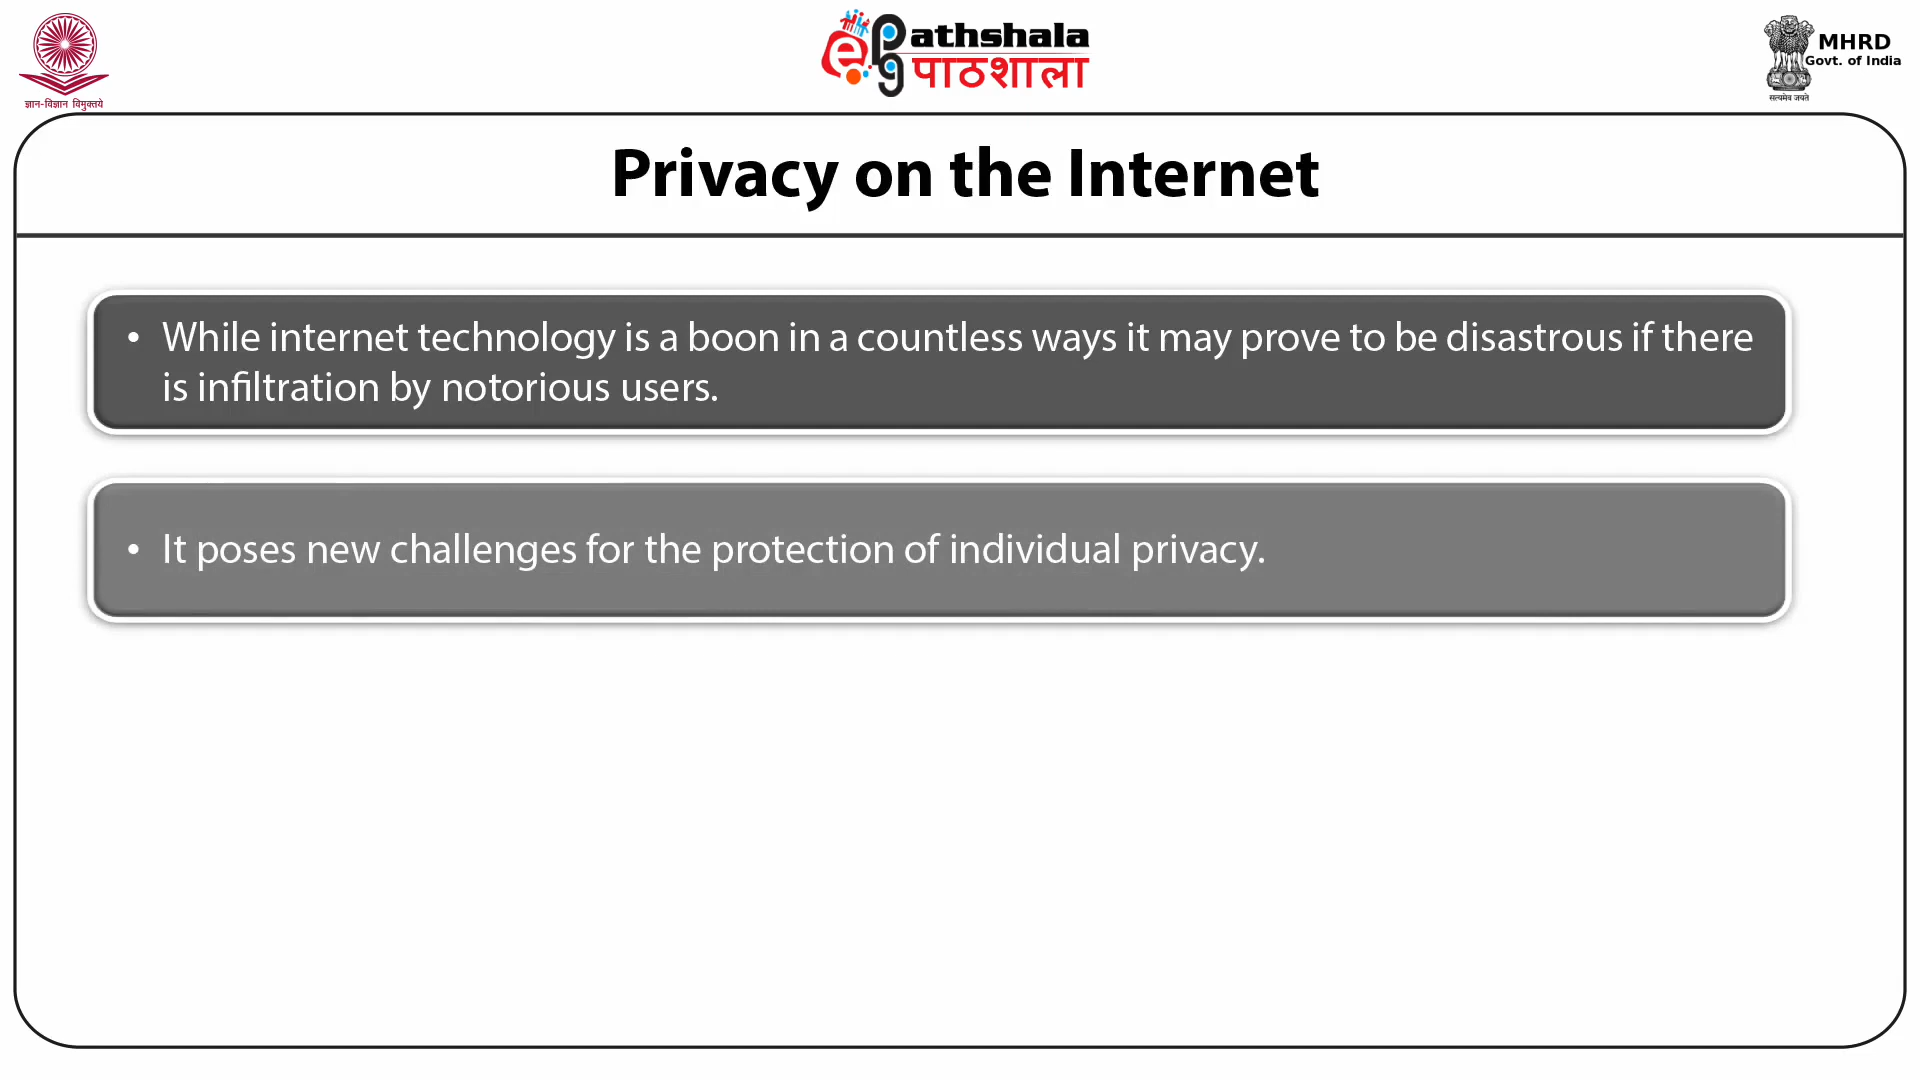 ज्ञान-विज्ञान विमुक्तये
ePathshala
पाठशाला
MHRD
Govt. of India
सत्यमेव जयते
Privacy on the Internet
• While internet technology is a boon in a countless ways it may prove to be disastrous if there
is infiltration by notorious users.
• It poses new challenges for the protection of individual privacy.